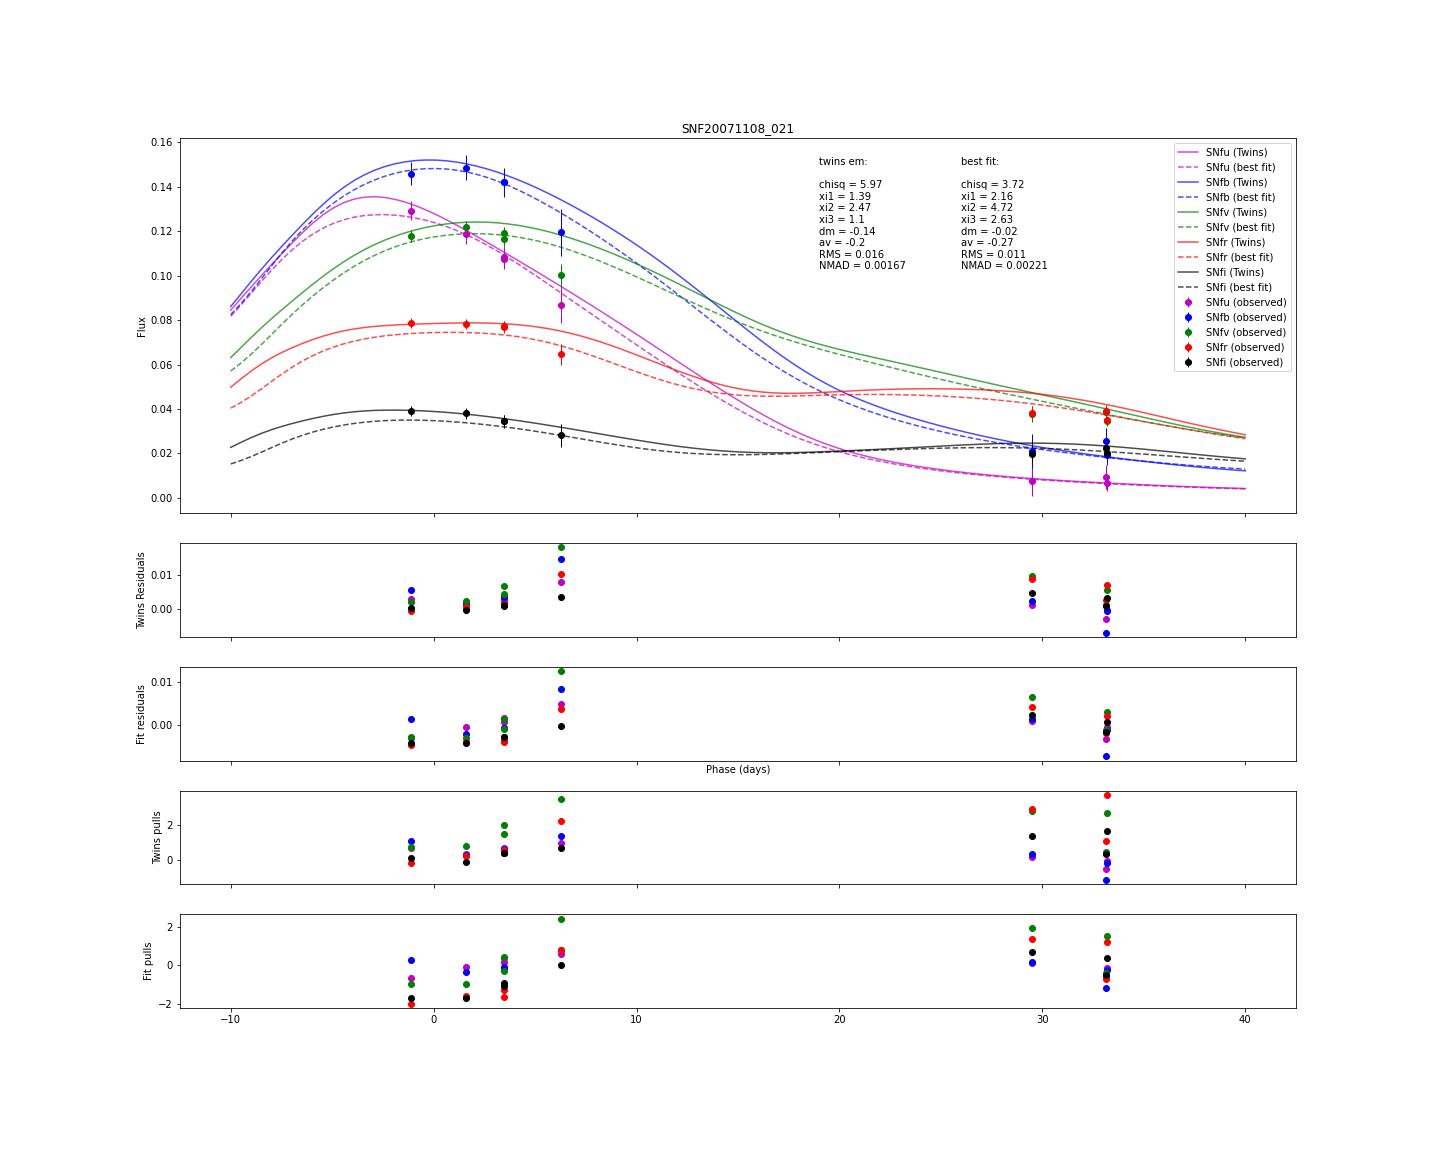 SNF20071108_021
0.16
0.14
0.12
0.10
0.08
0.06
0.04
0.02
0.00
Flux
twins em:
chisq = 5.97
xi1 = 1.39
xi2 = 2.47
xi3 = 1.1
dm = -0.14
av = -0.2
RMS = 0.016
NMAD = 0.00167
best fit:
chisq = 3.72
xi1 = 2.16
xi2 = 4.72
xi3 = 2.63
dm = -0.02
av = -0.27
RMS = 0.011
NMAD = 0.00221
SNfu (Twins)
SNfu (best fit)
SNfb (Twins)
SNfb (best fit)
SNfv (Twins)
SNfv (best fit)
SNfr (Twins)
SNfr (best fit)
SNfi (Twins)
SNfi (best fit)
SNfu (observed)
SNfb (observed)
SNfv (observed)
SNfr (observed)
SNfi (observed)
0.01
0.00
Twins Residuals
0.01
0.00
Fit residuals
Phase (days)
2
0
Twins pulls
2
0
−2
Fit pulls
−10
0
10
20
30
40